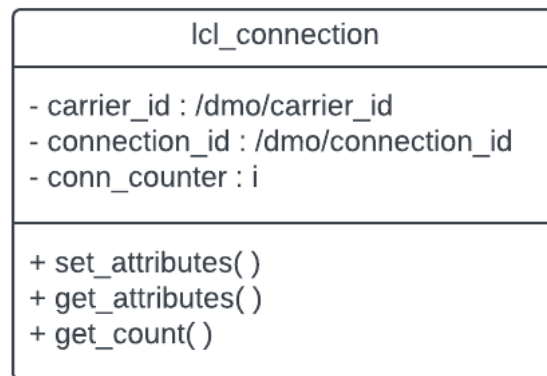 lcl_connection
- carrier_id : /dmo/carrier_id
- connection_id : /dmo/connection_id
- conn_counter : i
+ set_attributes( )
+ get_attributes( )
+ get_count( )